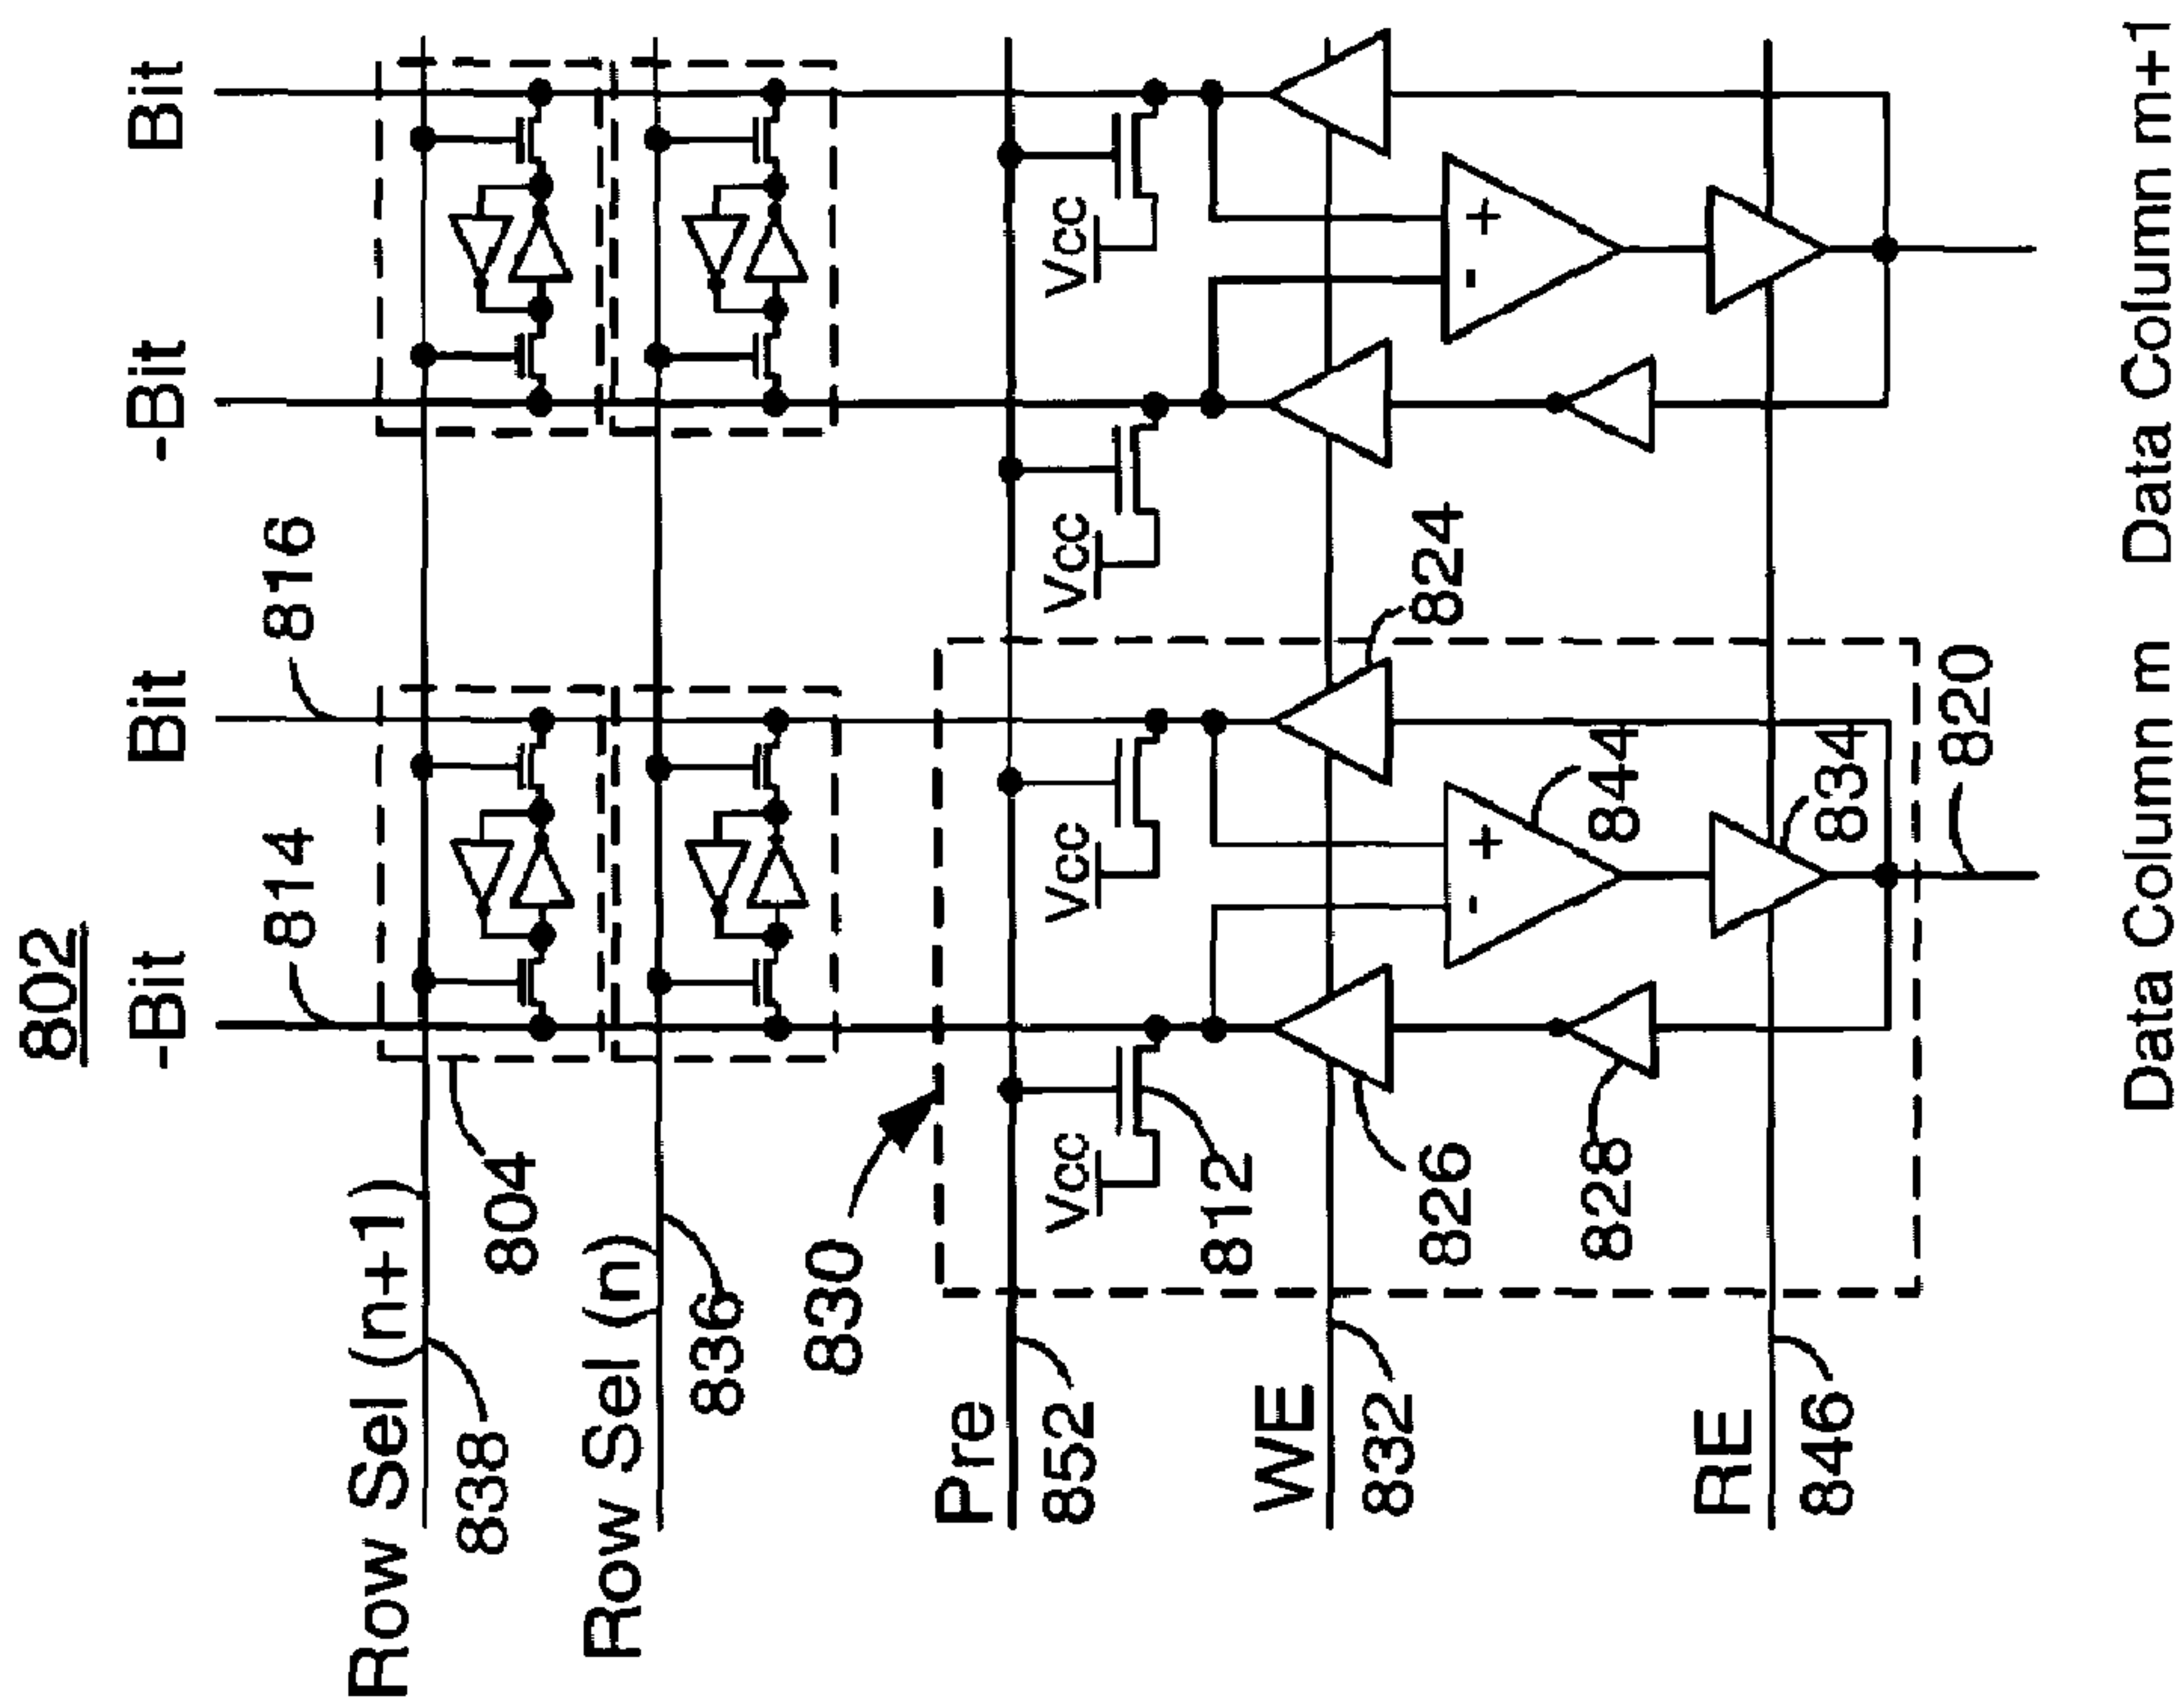 802
-Bit
Bit
-Bit
Bit
814
816
Row Sel (n+1)
838
804
Row Sel (n)
836
830
Pre
852
Vcc
Vcc
Vcc
Vcc
812
WE
832
826
824
828
+
-
+
-
844
RE
846
834
820
Data Column m
Data Column m+1